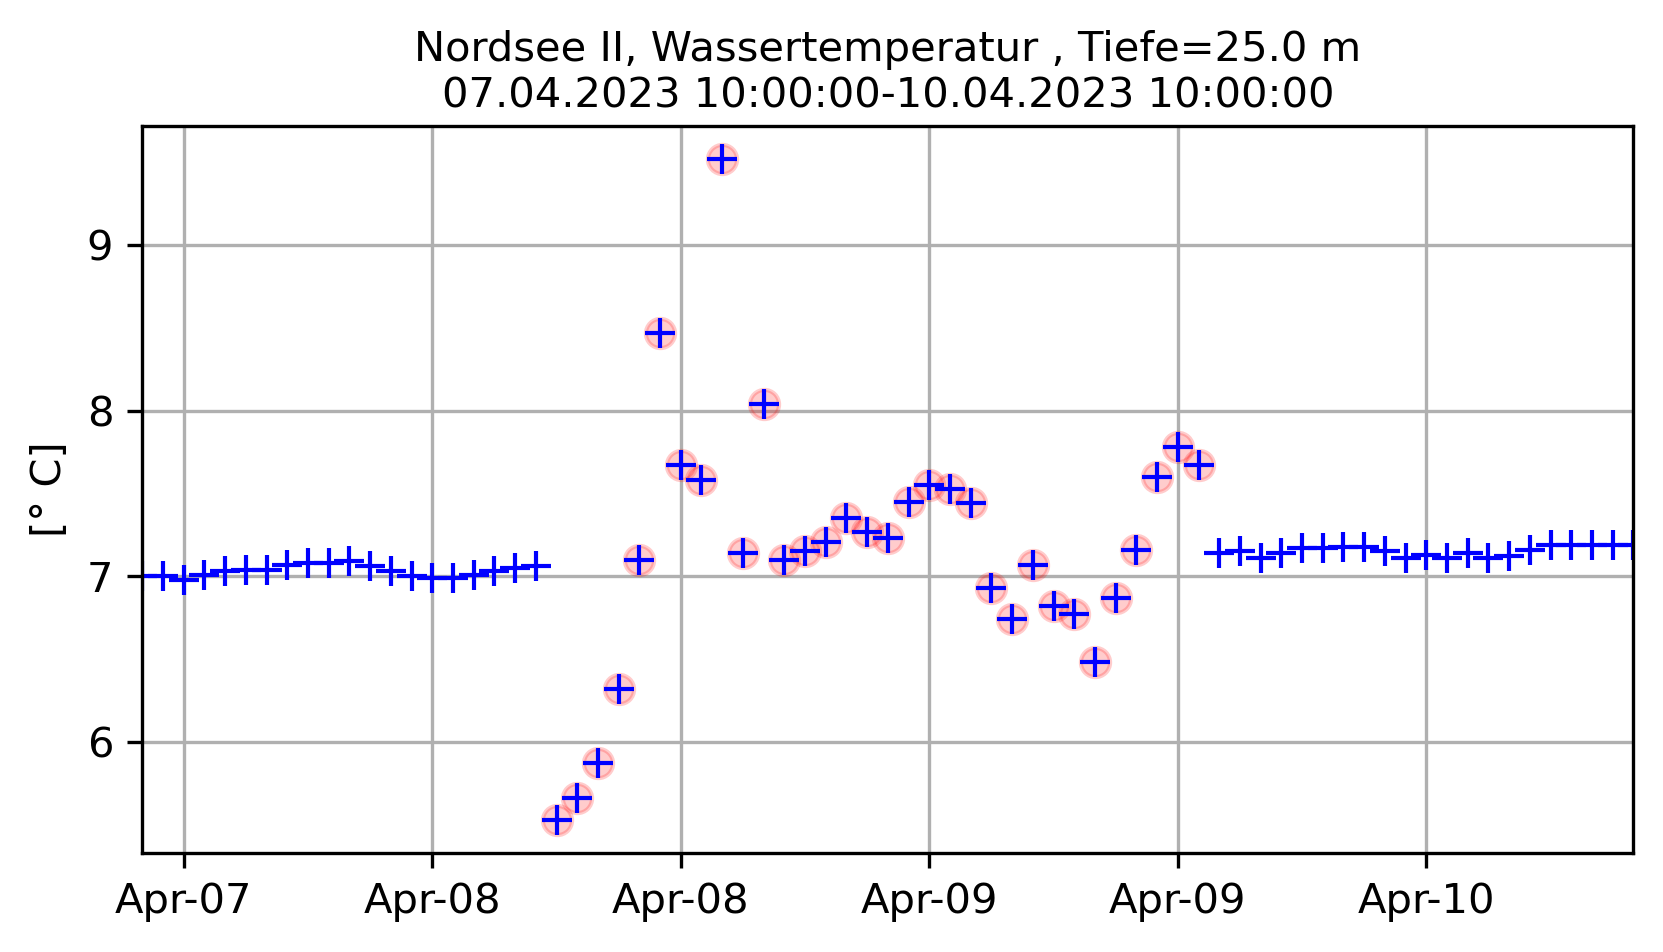 Nordsee II, Wassertemperatur , Tiefe=25.0 m
07.04.2023 10:00:00-10.04.2023 10:00:00
[° C]
9
8
7
6
Apr-07 Apr-08 Apr-08 Apr-09 Apr-09 Apr-10